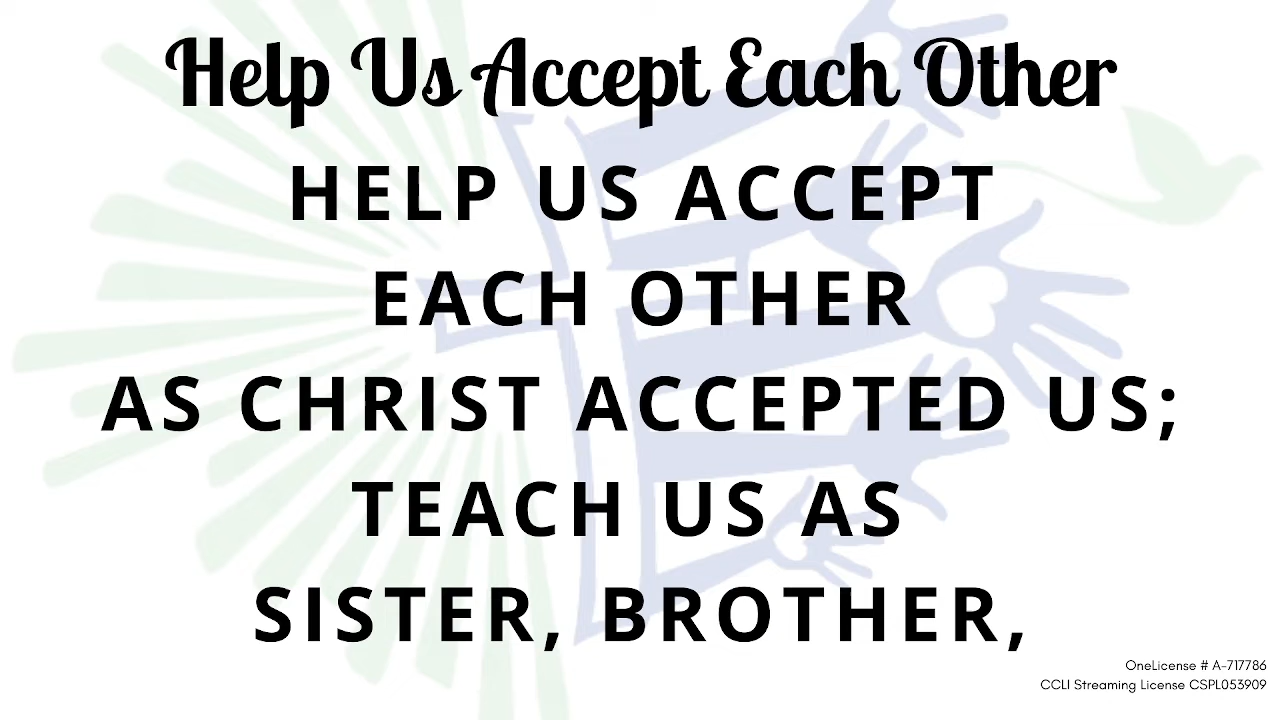 Help Us Accept Each Other
HELP US ACCEPT
EACH OTHER
AS CHRIST ACCEPTED US;
TEACH US AS
SISTER, BROTHER,
OneLicense # A-717786
CCLI Streaming License CSPL053909